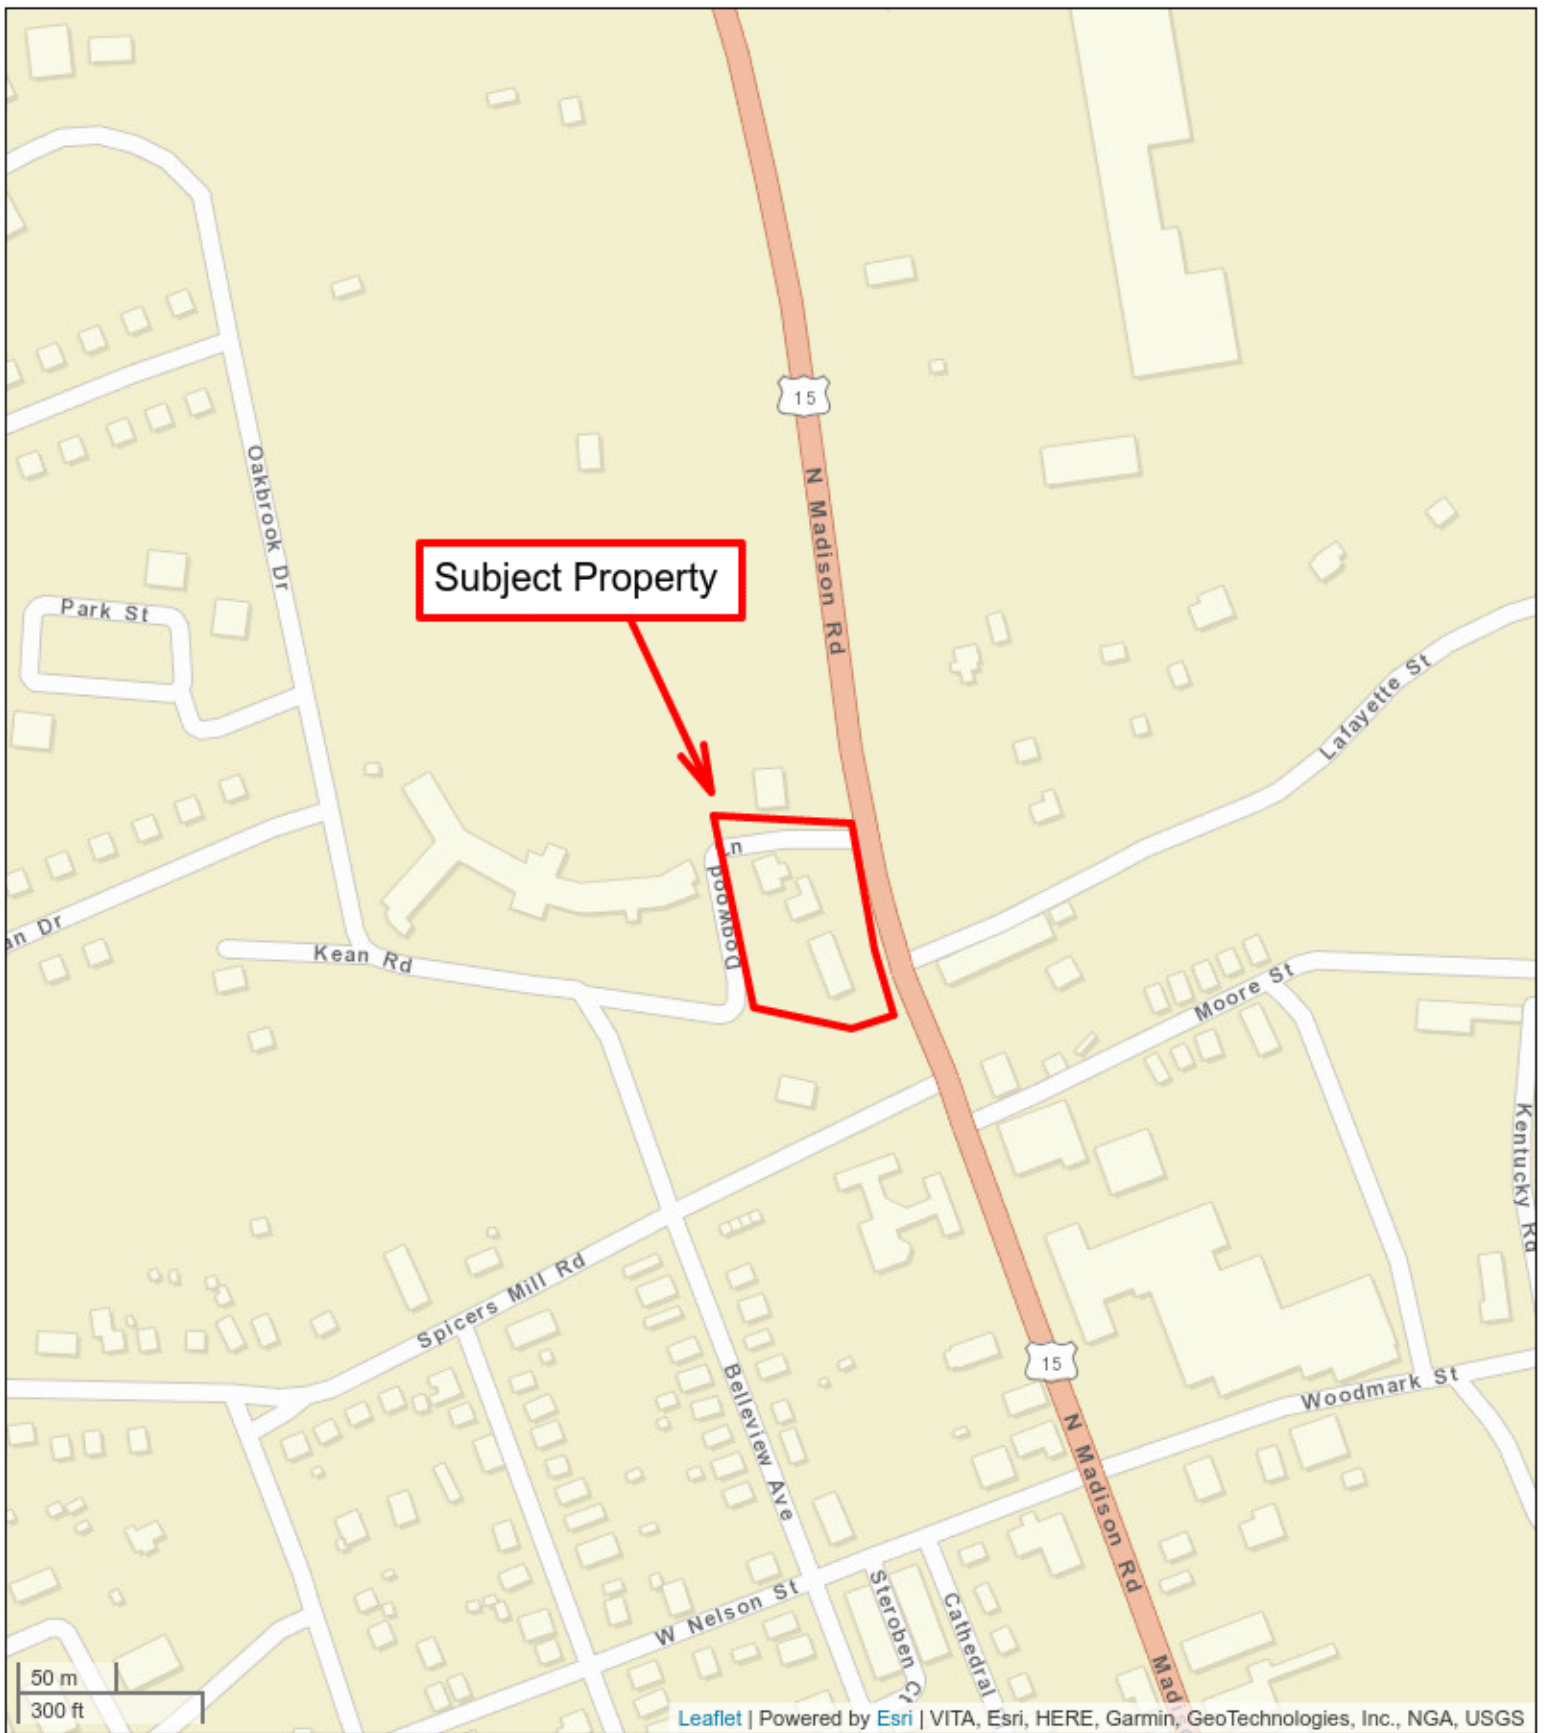 15
Oakbrook Dr
N Madison Rd
Subject Property
Park St
Lafayette St
Dogwood Ln
an Dr
Kean Rd
Moore St
Kentucky Rd
Spicers Mill Rd
15
Belleview Ave
Woodmark St
N Madison Rd
W Nelson St
Steroben Ct
Cathedral
Madi
50 m
300 ft
Leaflet | Powered by Esri | VITA, Esri, HERE, Garmin, GeoTechnologies, Inc., NGA, USGS